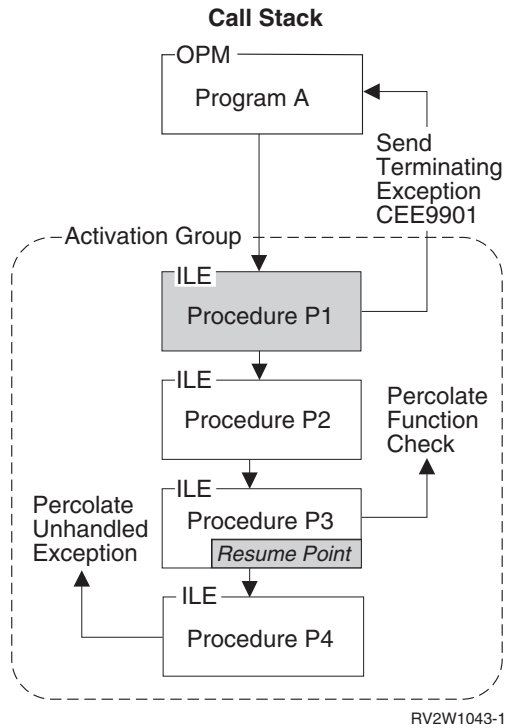 Call Stack
OPM
Program A
Send
Terminating
Exception
CEE9901
Activation Group
ILE
Procedure P1
ILE
Procedure P2
Percolate
Function
Check
ILE
Procedure P3
Resume Point
Percolate
Unhandled
Exception
ILE
Procedure P4
RV2W1043-1